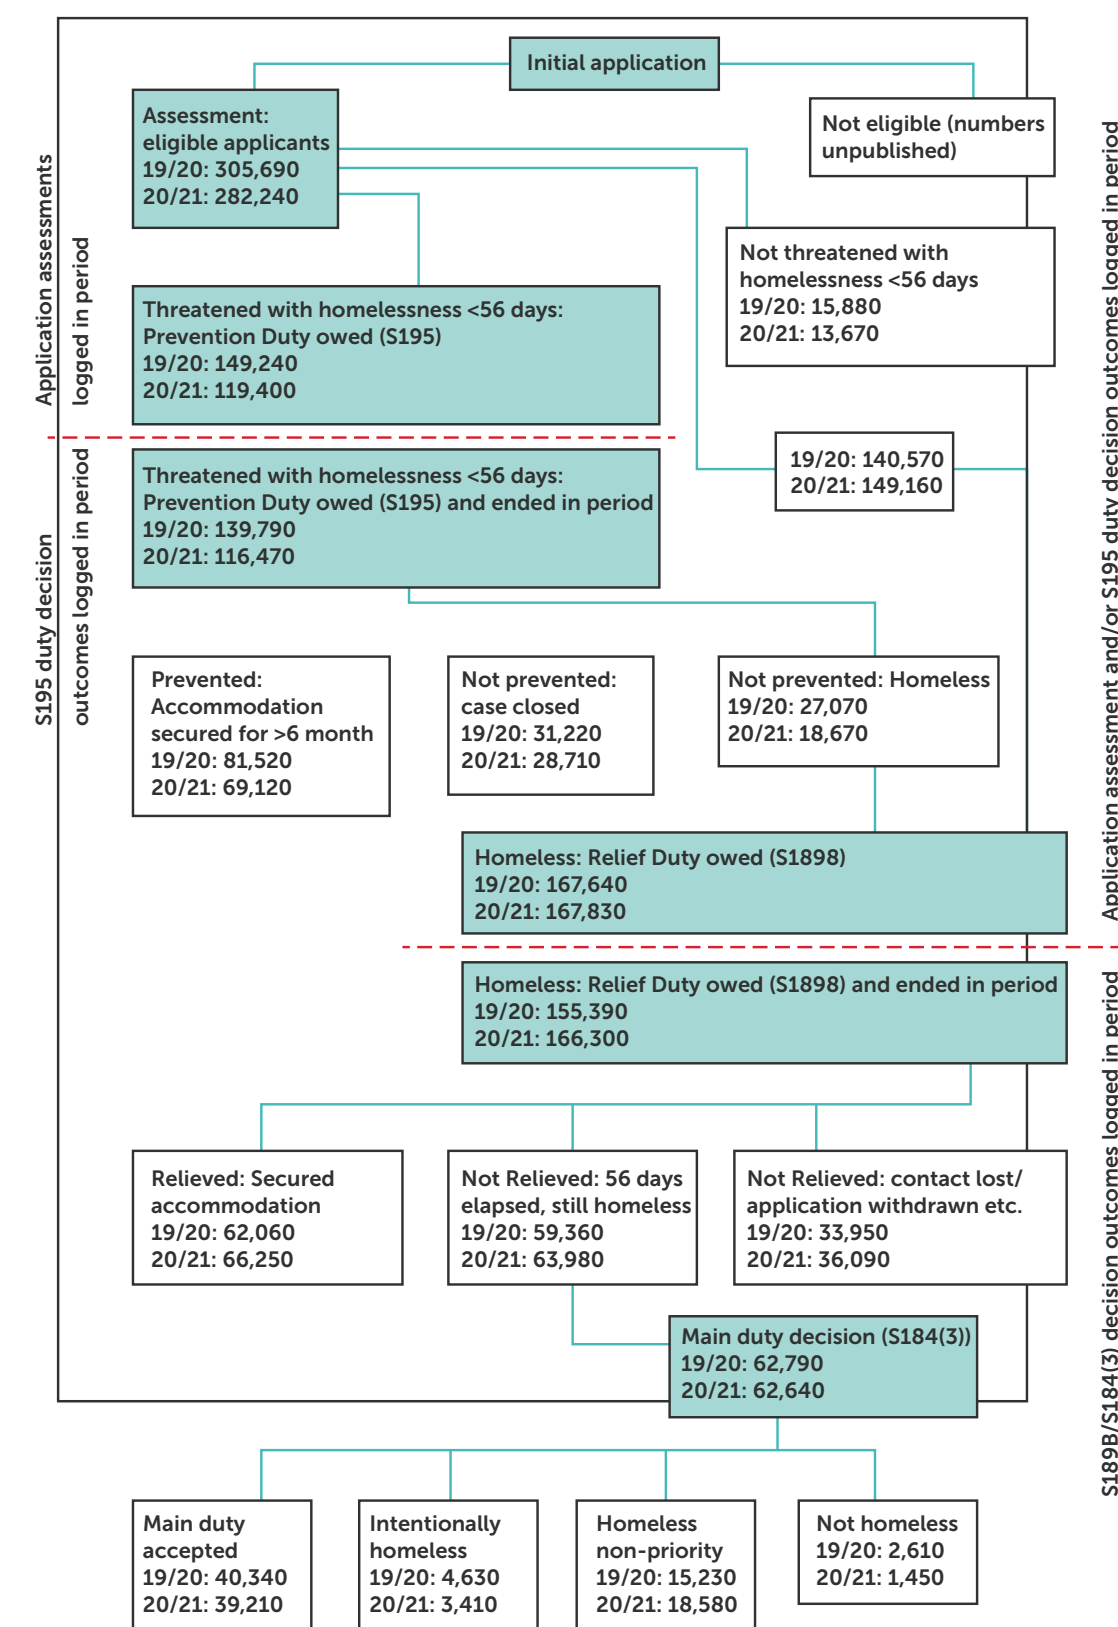 Initial application
Assessment:
eligible applicants
19/20: 305,690
20/21: 282,240
Not eligible (numbers
unpublished)
Not threatened with
homelessness <56 days
19/20: 15,880
20/21: 13,670
Threatened with homelessness <56 days:
Prevention Duty owed (S195)
19/20: 149,240
20/21: 119,400
Application assessments
logged in period
19/20: 140,570
20/21: 149,160
Threatened with homelessness <56 days:
Prevention Duty owed (S195) and ended in period
19/20: 139,790
20/21: 116,470
S195 duty decision
outcomes logged in period
Prevented:
Accommodation
secured for >6 month
19/20: 81,520
20/21: 69,120
Not prevented:
case closed
19/20: 31,220
20/21: 28,710
Not prevented: Homeless
19/20: 27,070
20/21: 18,670
Homeless: Relief Duty owed (S1898)
19/20: 167,640
20/21: 167,830
Application assessment and/or S195 duty decision outcomes logged in period
Homeless: Relief Duty owed (S1898) and ended in period
19/20: 155,390
20/21: 166,300
Relieved: Secured
accommodation
19/20: 62,060
20/21: 66,250
Not Relieved: 56 days
elapsed, still homeless
19/20: 59,360
20/21: 63,980
Not Relieved: contact lost/
application withdrawn etc.
19/20: 33,950
20/21: 36,090
Main duty decision (S184(3))
19/20: 62,790
20/21: 62,640
S189B/S184(3) decision outcomes logged in period
Main duty
accepted
19/20: 40,340
20/21: 39,210
Intentionally
homeless
19/20: 4,630
20/21: 3,410
Homeless
non-priority
19/20: 15,230
20/21: 18,580
Not homeless
19/20: 2,610
20/21: 1,450